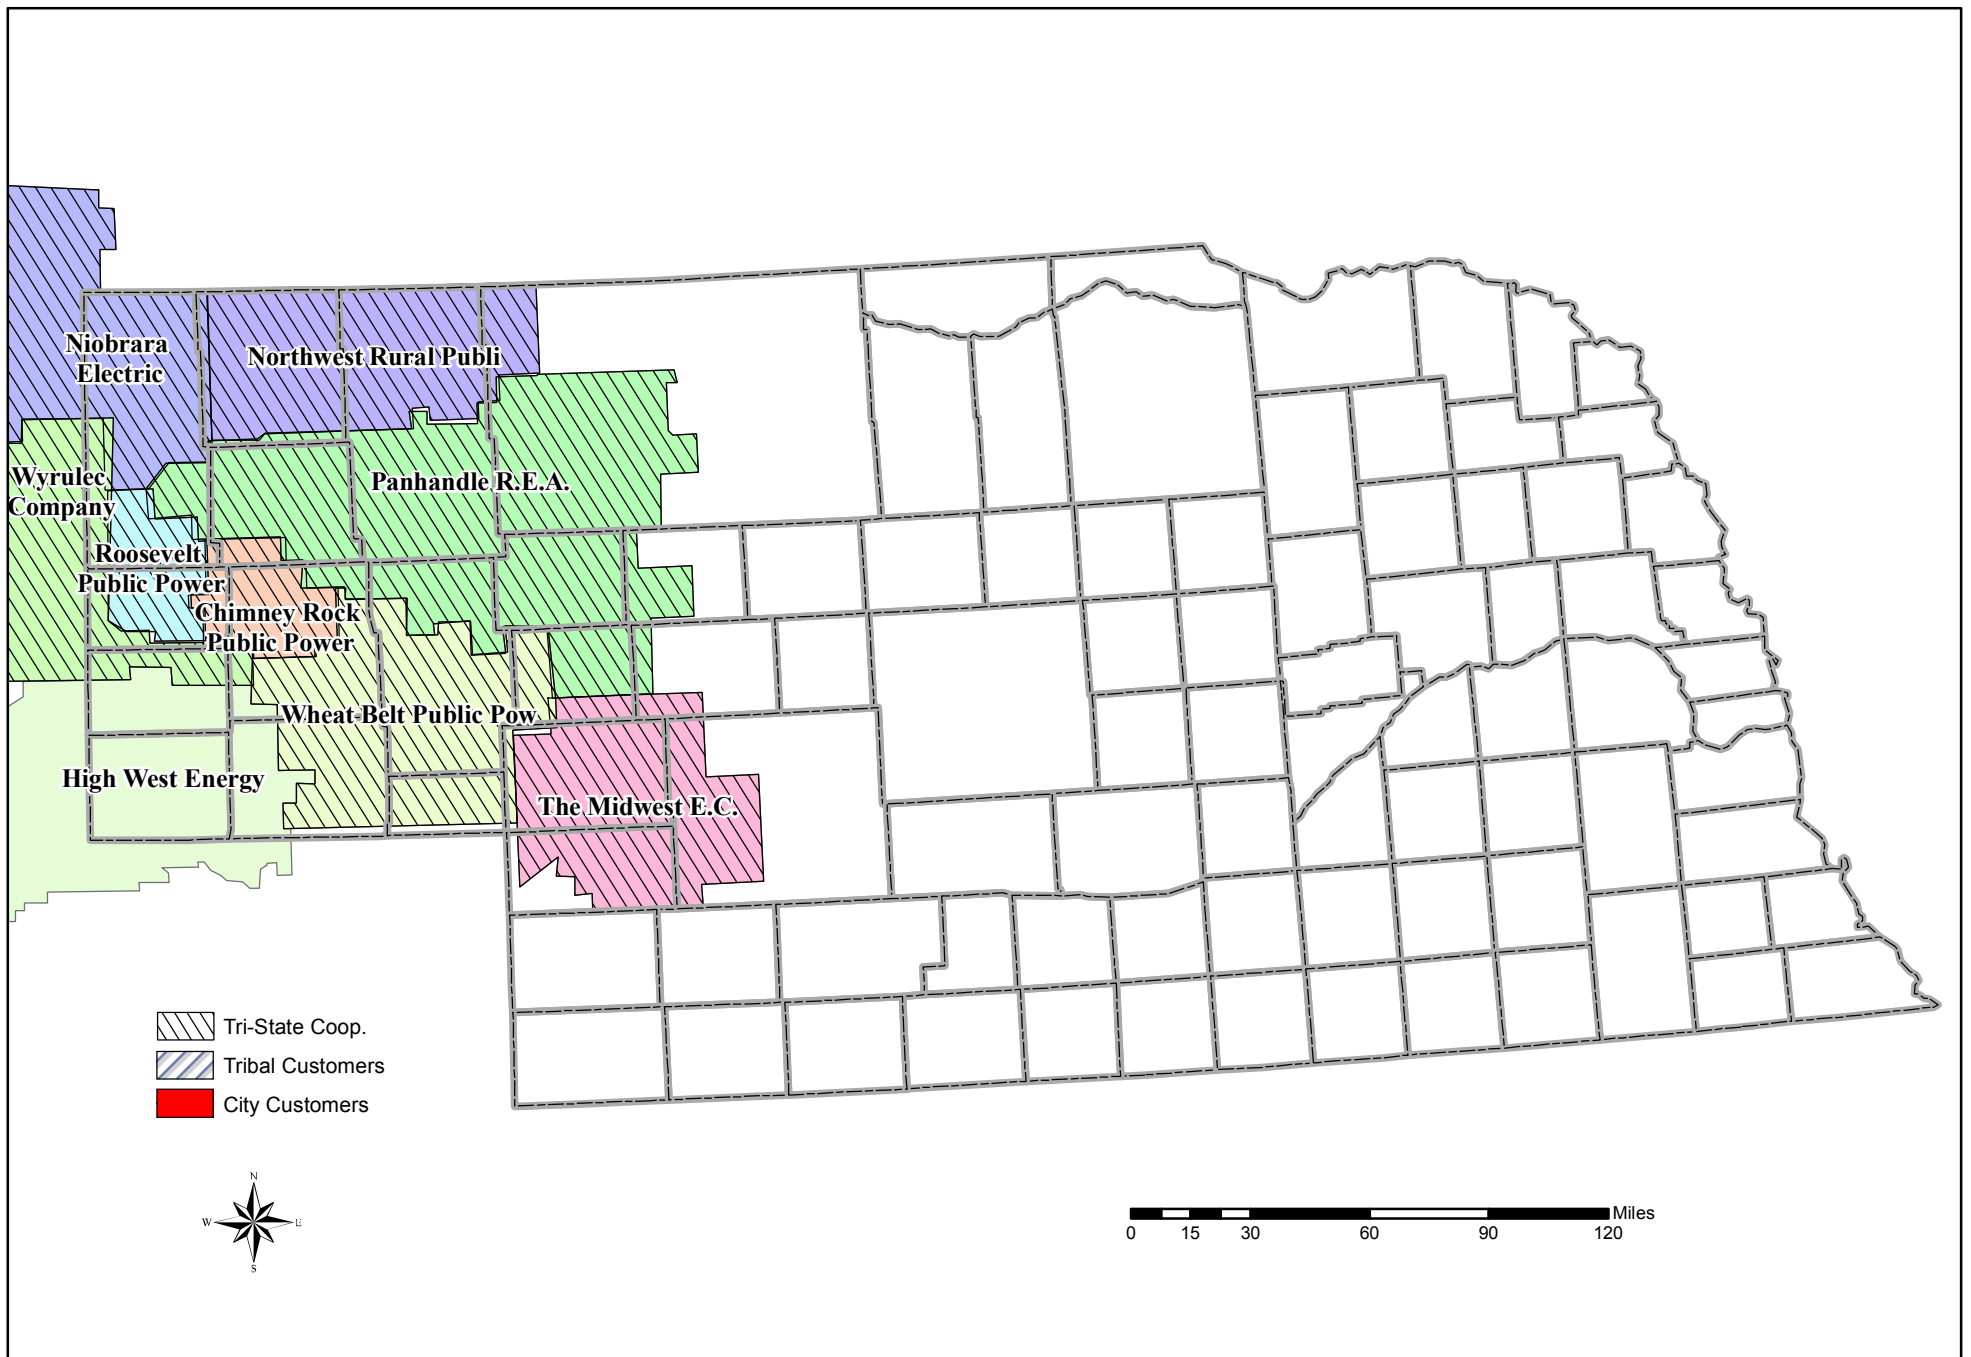 Niobrara
Electric
Northwest Rural Publi
Wyrulec
Company
Panhandle R.E.A.
Roosevelt
Public Power
Chimney Rock
Public Power
Wheat Belt Public Pow
High West Energy
The Midwest E.C.
Tri-State Coop.
Tribal Customers
City Customers
N
W
E
S
Miles
0 15 30 60 90 120